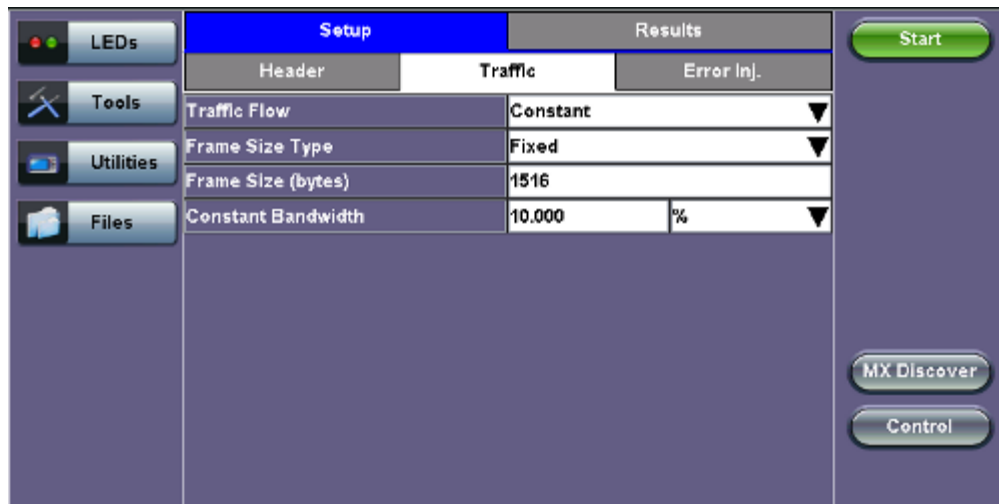 LEDs
Tools
Utilities
Files
Setup Results
Header Traffic Error Inj.
Traffic Flow Constant
Frame Size Type Fixed
Frame Size (bytes) 1516
Constant Bandwidth 10.000 %
Start
MX Discover
Control